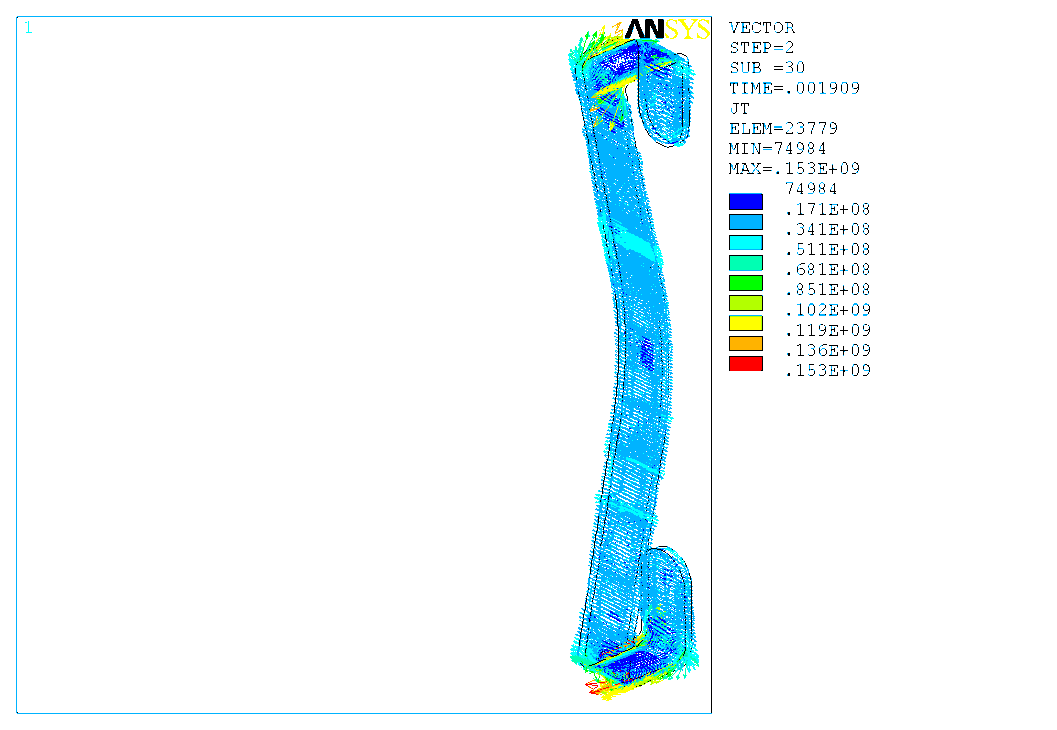 1
ANSYS
VECTOR
STEP=2
SUB =30
TIME=.001909
JT
ELEM=23779
MIN=74984
MAX=.153E+09
74984
.171E+08
.341E+08
.511E+08
.681E+08
.851E+08
.102E+09
.119E+09
.136E+09
.153E+09